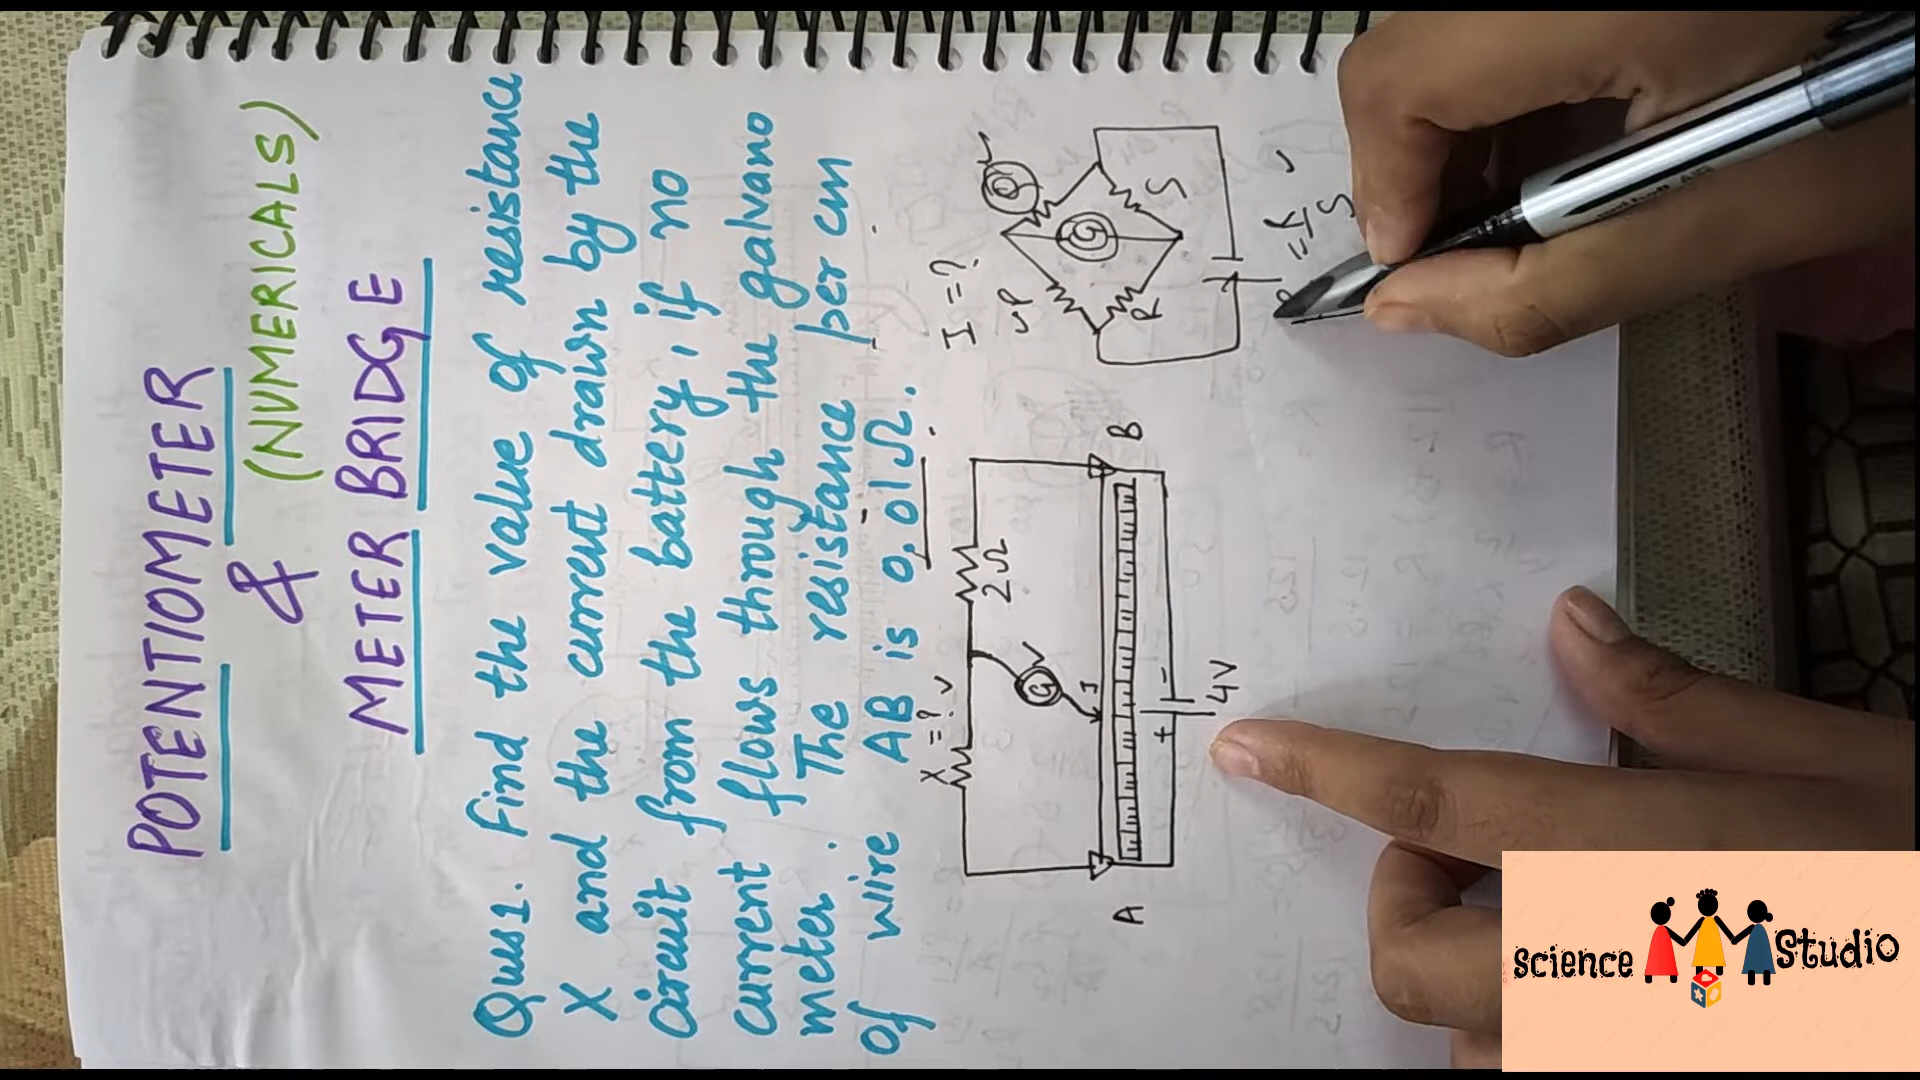 POTENTIOMETER
&
(NUMERICALS)
METER BRIDGE
Ques 1. Find the value of resistance
X and the current drawn by the
circuit from the battery, if no
current flows through the galvano
meter. The resistance per cm
of wire AB is 0.01Ω.
X = ?
2Ω
G
J
A
B
+
-
4V
I = ?
P
Q
G
R
S
= R
S
Science Studio